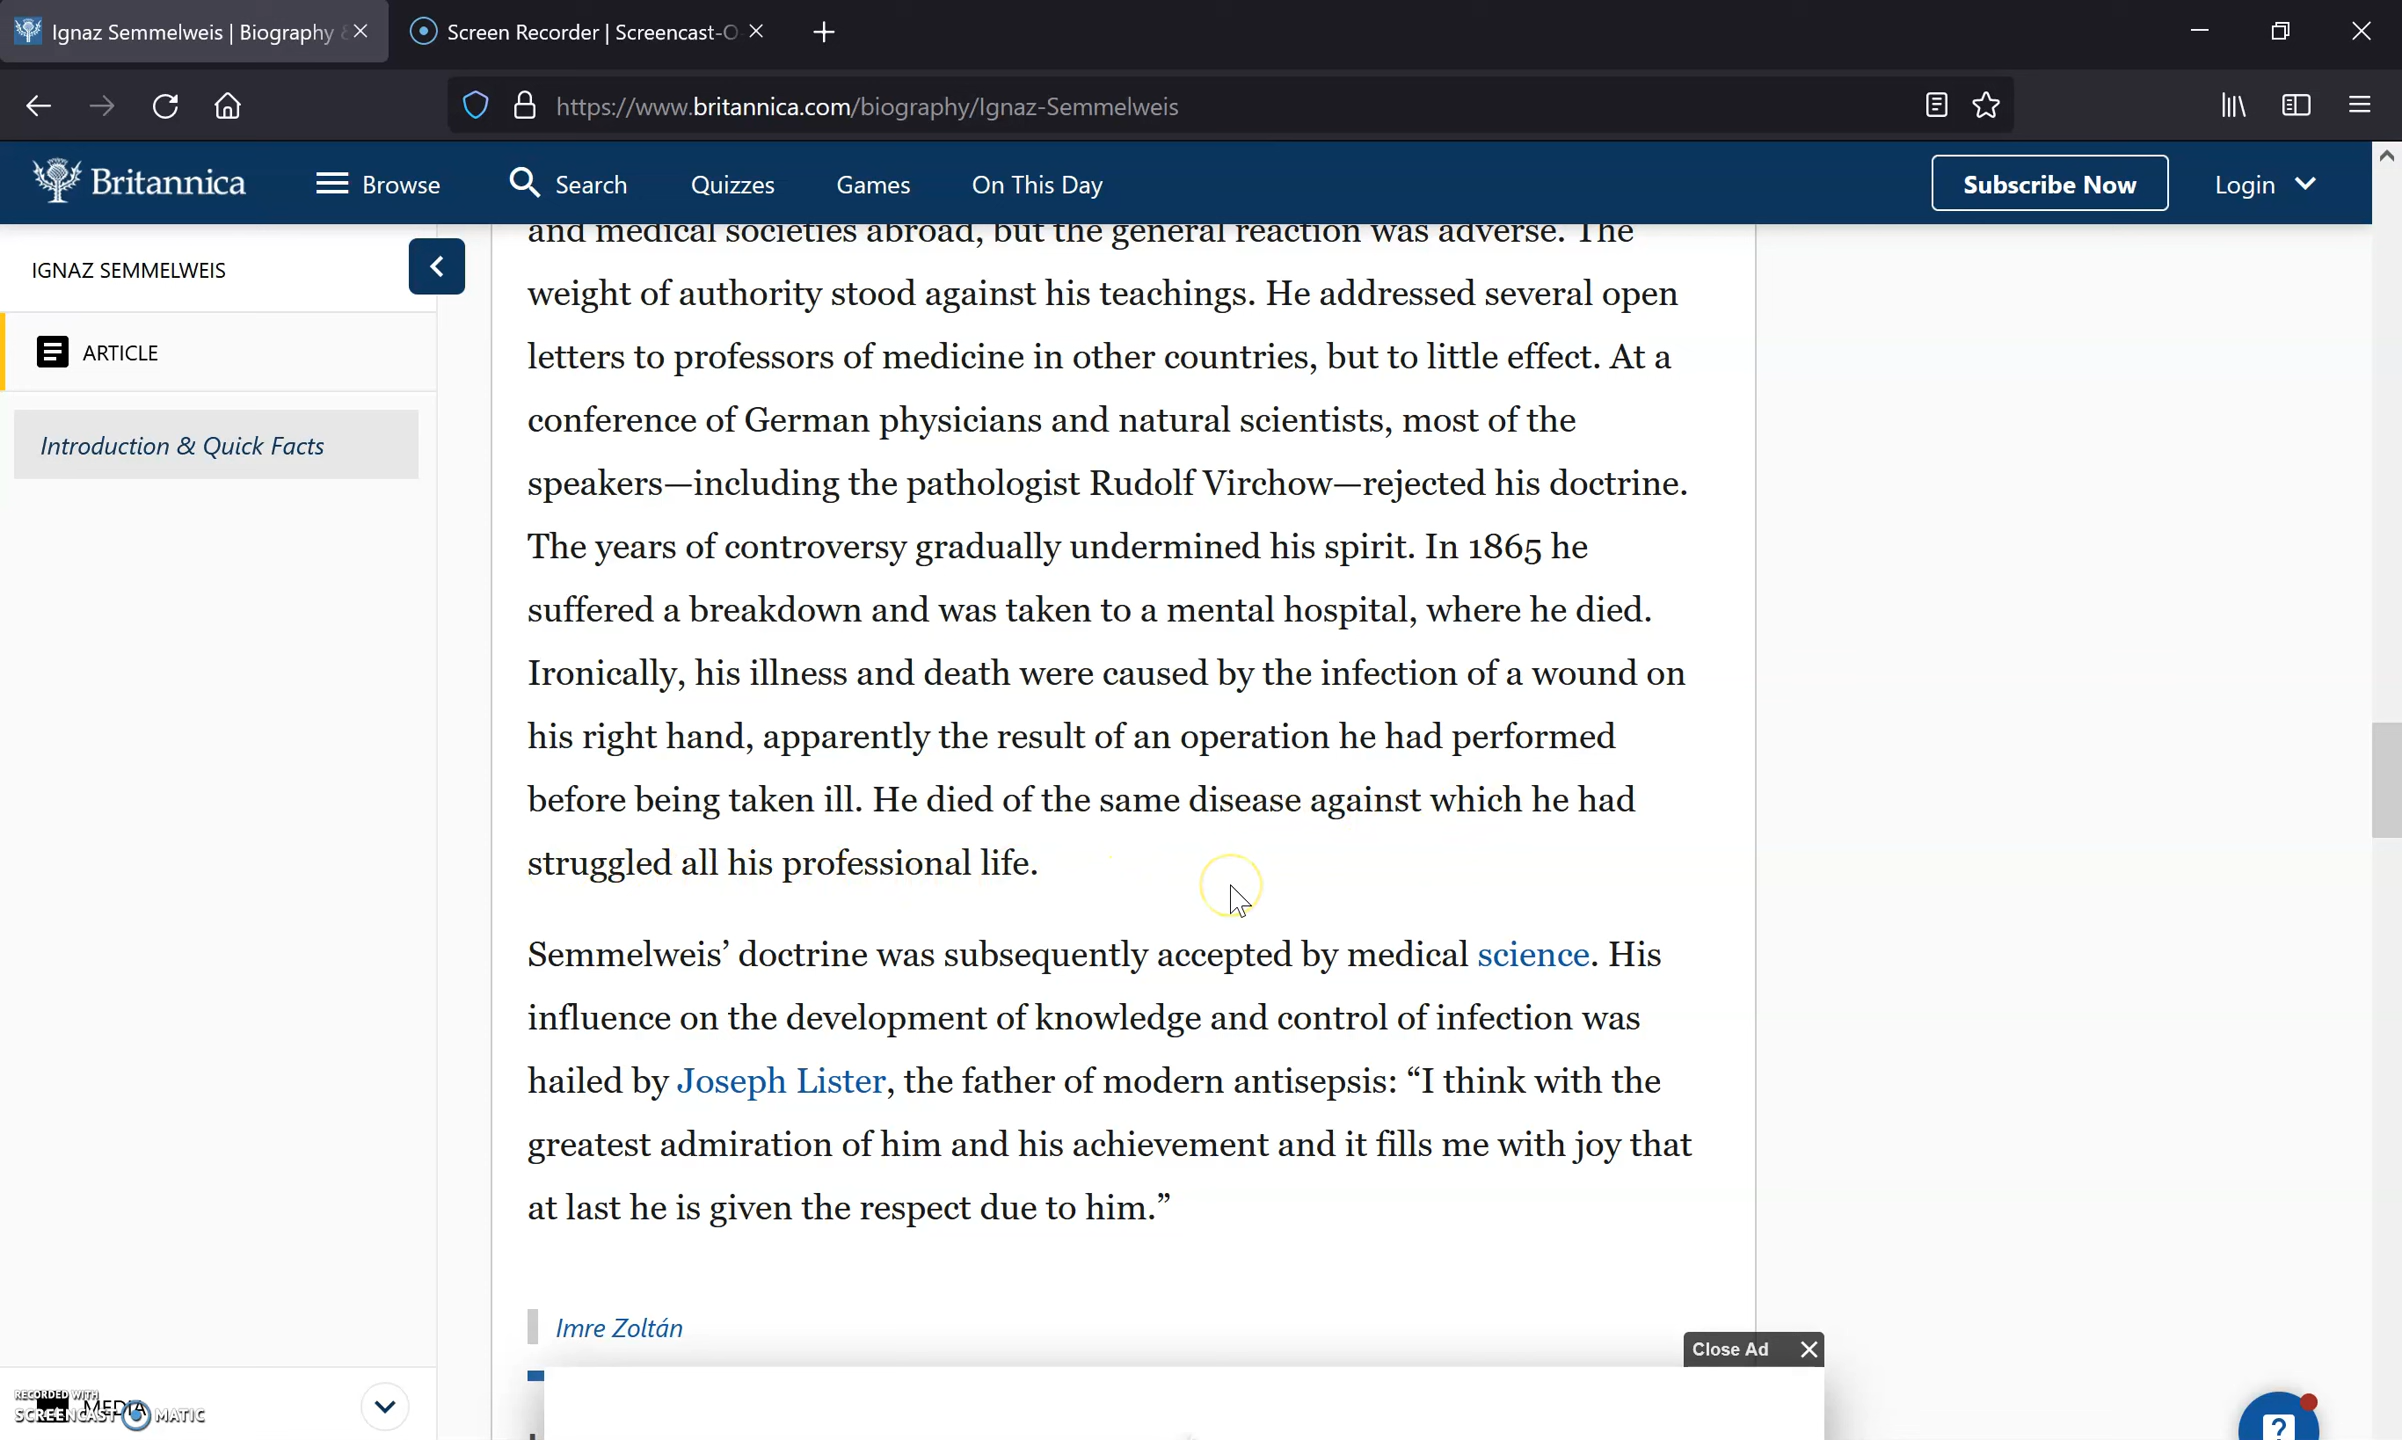 Ignaz Semmelweis | Biography &
Screen Recorder | Screencast-O
https://www.britannica.com/biography/Ignaz-Semmelweis
Britannica
Browse
Search
Quizzes
Games
On This Day
Subscribe Now
Login
IGNAZ SEMMELWEIS
ARTICLE
Introduction & Quick Facts
and medical societies abroad, but the general reaction was adverse. The
weight of authority stood against his teachings. He addressed several open
letters to professors of medicine in other countries, but to little effect. At a
conference of German physicians and natural scientists, most of the
speakers—including the pathologist Rudolf Virchow—rejected his doctrine.
The years of controversy gradually undermined his spirit. In 1865 he
suffered a breakdown and was taken to a mental hospital, where he died.
Ironically, his illness and death were caused by the infection of a wound on
his right hand, apparently the result of an operation he had performed
before being taken ill. He died of the same disease against which he had
struggled all his professional life.
Semmelweis’ doctrine was subsequently accepted by medical science. His
influence on the development of knowledge and control of infection was
hailed by Joseph Lister, the father of modern antisepsis: “I think with the
greatest admiration of him and his achievement and it fills me with joy that
at last he is given the respect due to him.”
Imre Zoltán
Close Ad
MEDIA
RECORDED WITH
SCREENCAST MATIC
?